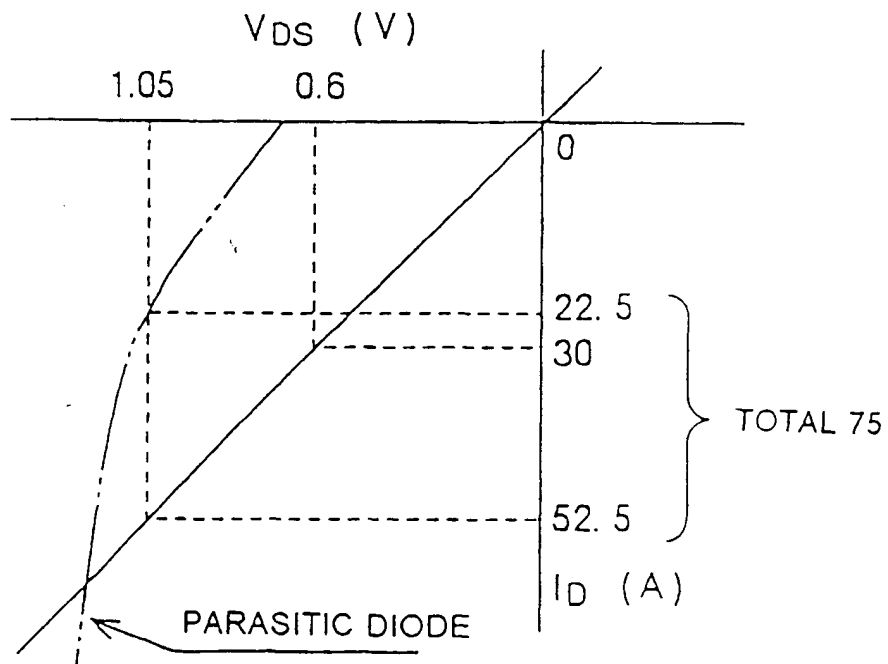 VDS (V)
1.05 0.6
0
22.5
30
TOTAL 75
52.5
ID (A)
PARASITIC DIODE